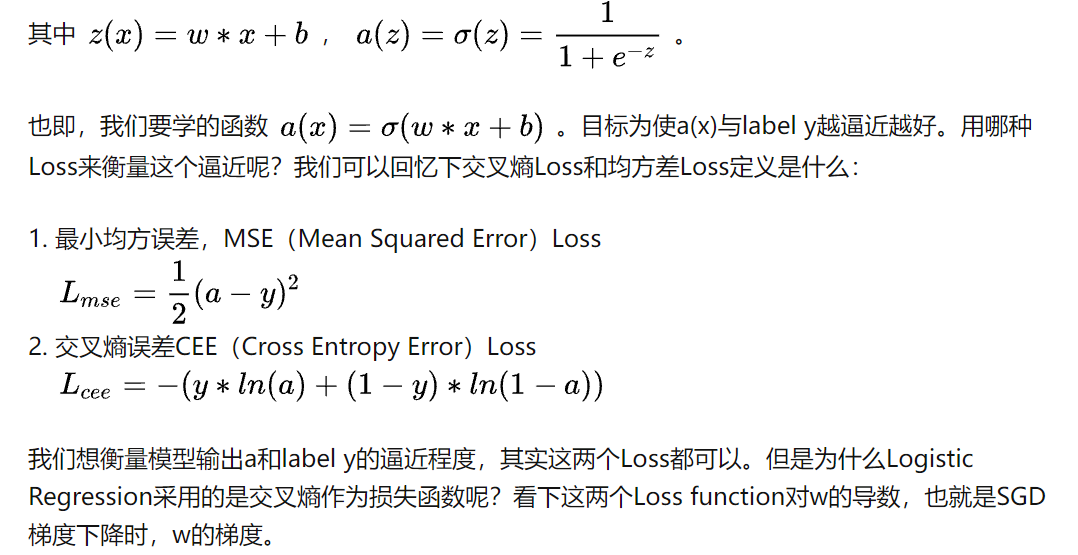 其中 z(x) = w * x + b ， a(z) = σ(z) = 1 / (1 + e^{-z}) 。
也即，我们要学的函数 a(x) = σ(w * x + b) 。目标为使a(x)与label y越逼近越好。用哪种
Loss来衡量这个逼近呢？我们可以回忆下交叉熵Loss和均方差Loss定义是什么：
1. 最小均方误差，MSE（Mean Squared Error）Loss
L_{mse} = \frac{1}{2}(a - y)^2
2. 交叉熵误差CEE（Cross Entropy Error）Loss
L_{cee} = -(y * ln(a) + (1 - y) * ln(1 - a))
我们想衡量模型输出a和label y的逼近程度，其实这两个Loss都可以。但是为什么Logistic
Regression采用的是交叉熵作为损失函数呢？看下这两个Loss function对w的导数，也就是SGD
梯度下降时，w的梯度。